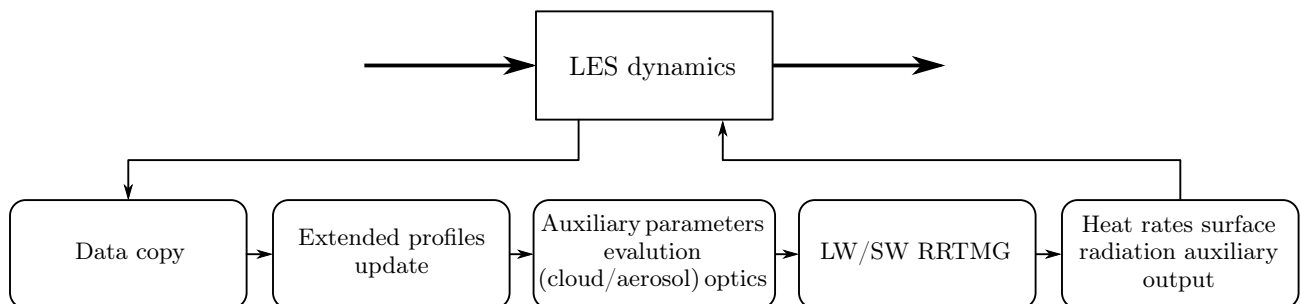 LES dynamics
Data copy
Extended profiles
update
Auxiliary parameters
evalution
(cloud/aerosol) optics
LW/SW RRTMG
Heat rates surface
radiation auxiliary
output